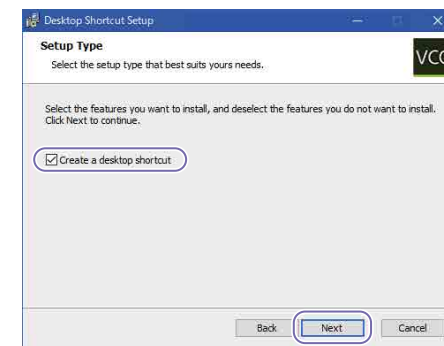 Desktop Shortcut Setup
Setup Type
Select the setup type that best suits yours needs.
VCC
Select the features you want to install, and deselect the features you do not want to install.
Click Next to continue.
Create a desktop shortcut
Back Next Cancel